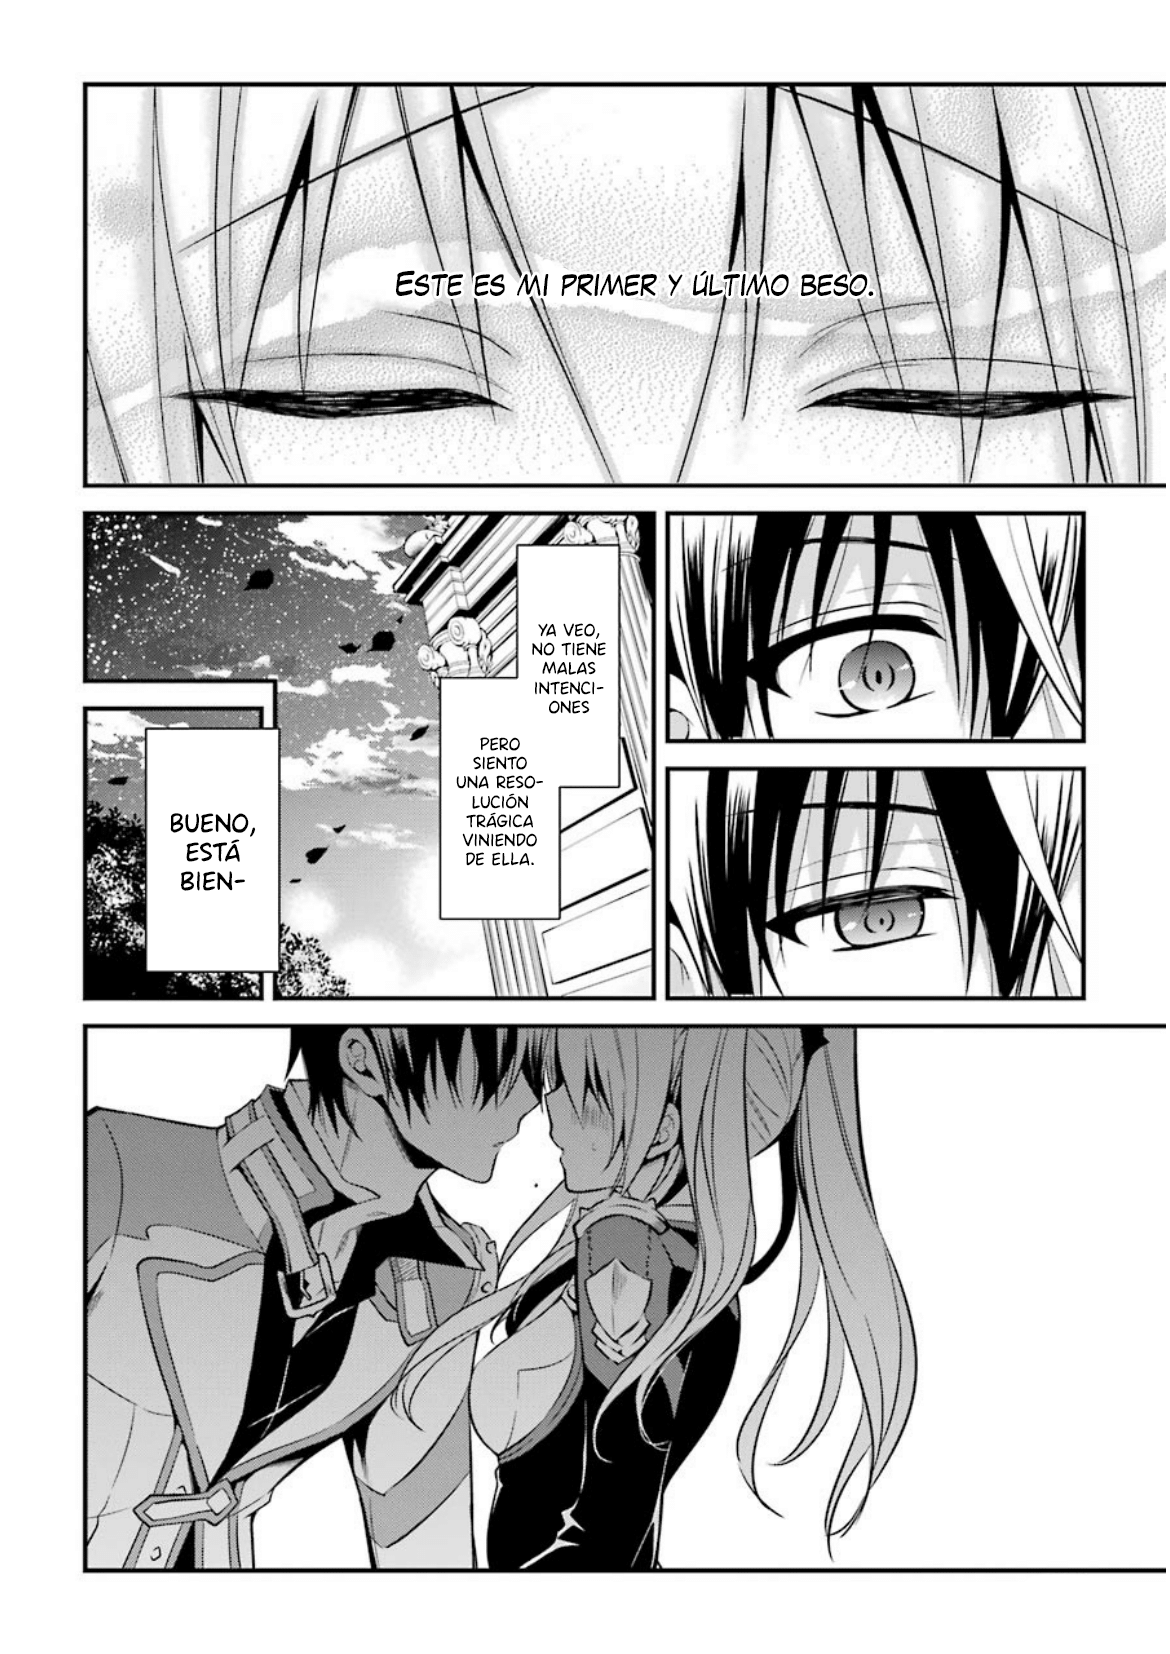 ESTE ES MI PRIMER Y ÚLTIMO BESO.
YA VEO,
NO TIENE
MALAS
INTENCI-
ONES
PERO
SIENTO
UNA RESO-
LUCIÓN
TRÁGICA
VINIENDO
DE ELLA.
BUENO,
ESTÁ
BIEN-